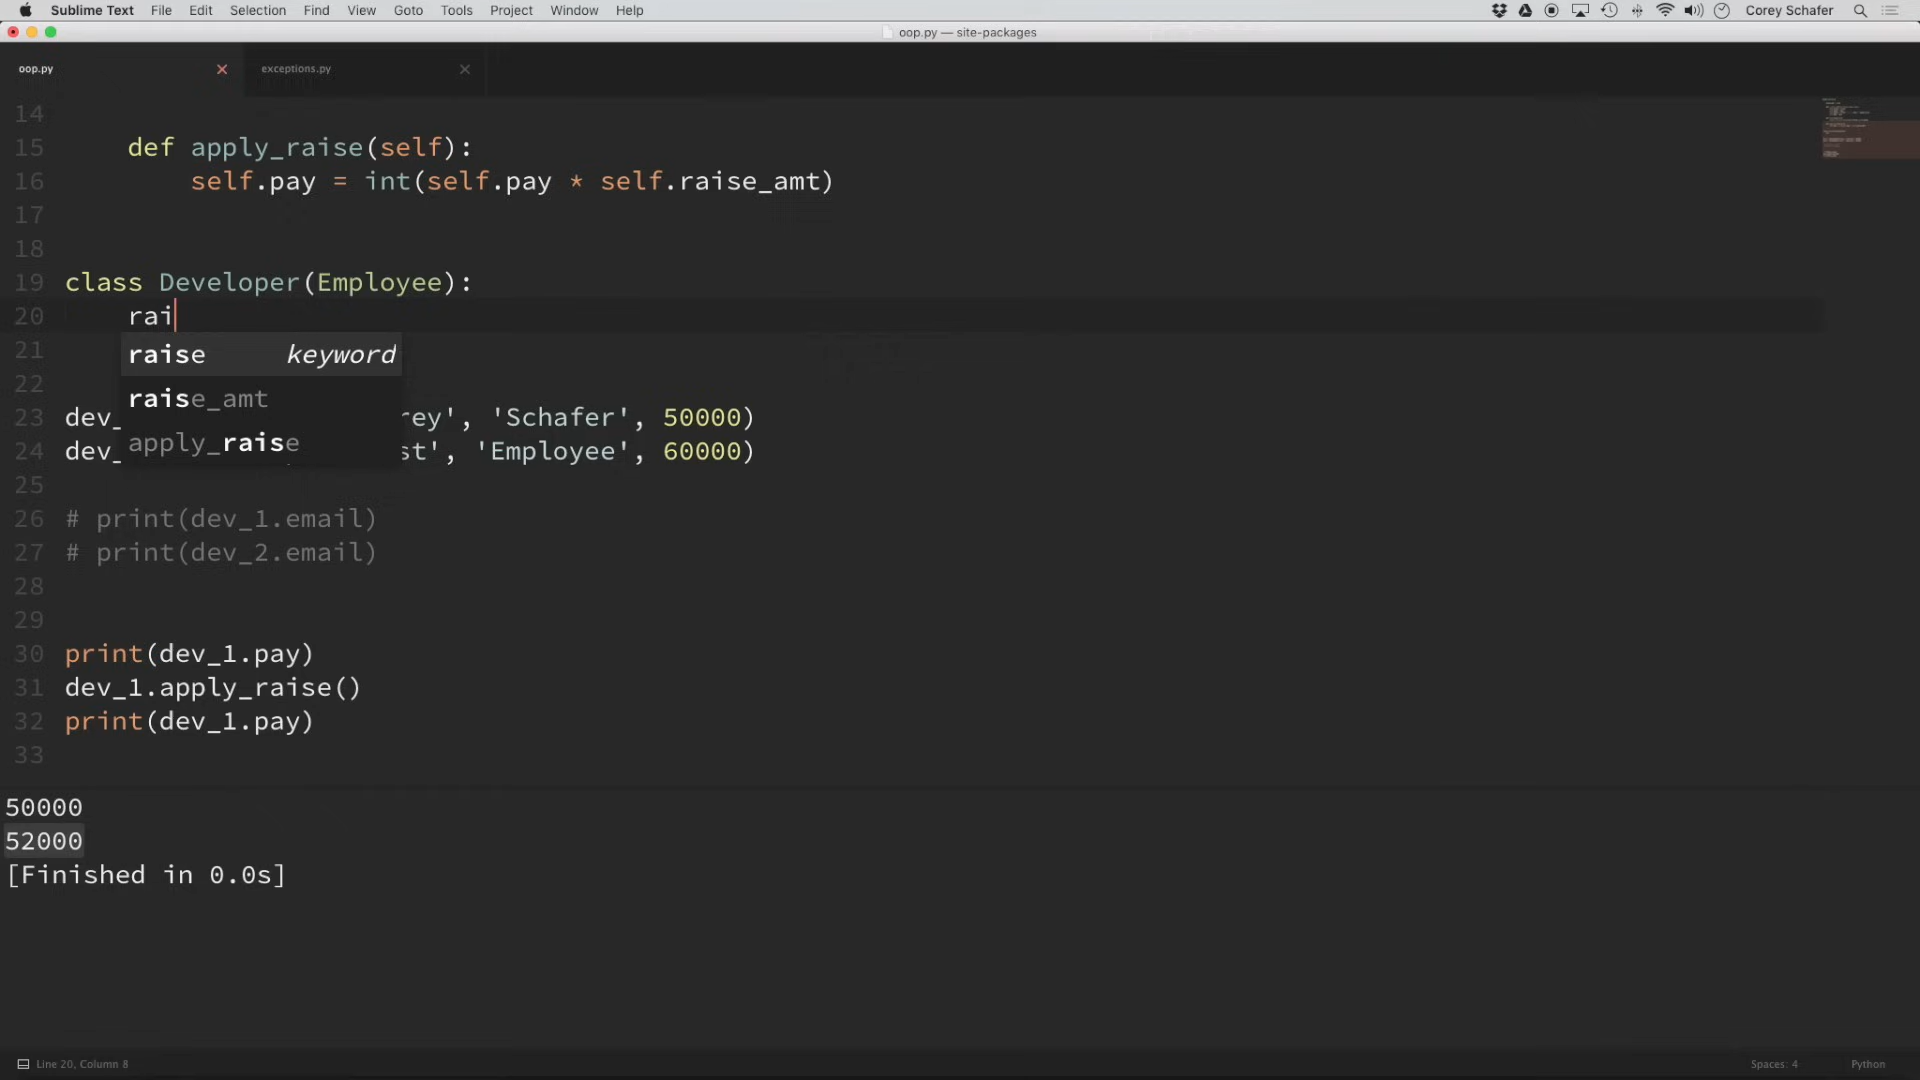 Sublime Text File Edit Selection Find View Goto Tools Project Window Help Corey Schafer
oop.py — site-packages
oop.py exceptions.py
14
15 def apply_raise(self):
16 self.pay = int(self.pay * self.raise_amt)
17
18
19 class Developer(Employee):
20 rai
21 raise keyword
22 raise_amt
23 dev_ rey', 'Schafer', 50000)
apply_raise
24 dev_ st', 'Employee', 60000)
25
26 # print(dev_1.email)
27 # print(dev_2.email)
28
29
30 print(dev_1.pay)
31 dev_1.apply_raise()
32 print(dev_1.pay)
33
50000
52000
[Finished in 0.0s]
Line 20, Column 8 Spaces: 4 Python